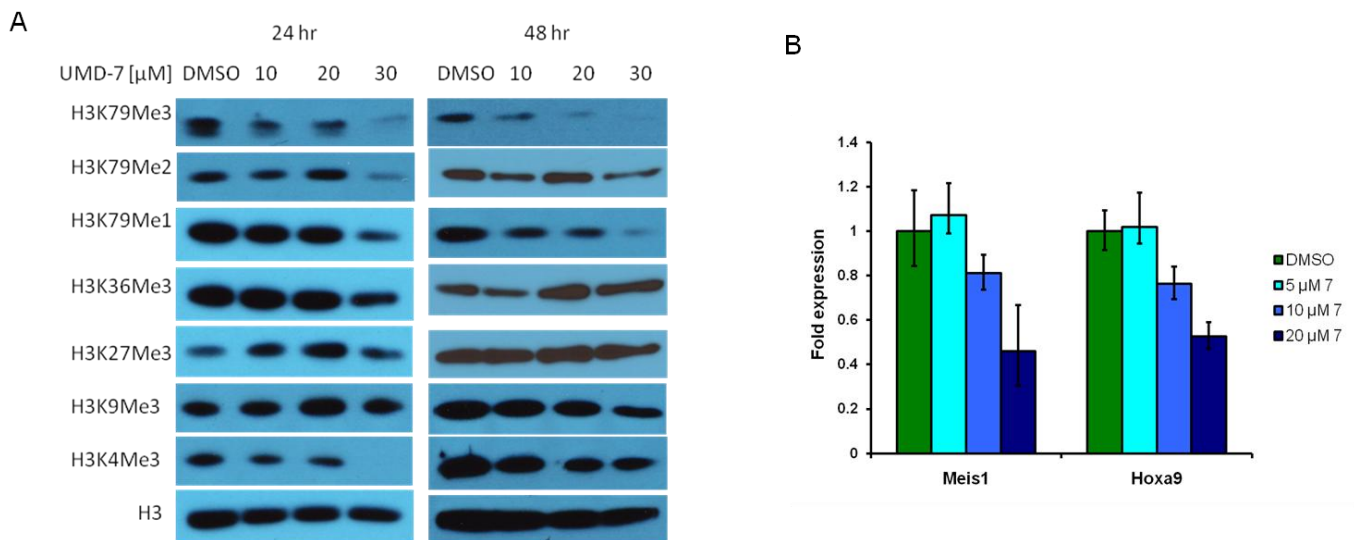 A
24 hr 48 hr
UMD-7 [µM] DMSO 10 20 30 DMSO 10 20 30
H3K79Me3
H3K79Me2
H3K79Me1
H3K36Me3
H3K27Me3
H3K9Me3
H3K4Me3
H3
B
Fold expression
1.4
1.2
1
0.8
0.6
0.4
0.2
0
Meis1 Hoxa9
DMSO
5 µM 7
10 µM 7
20 µM 7